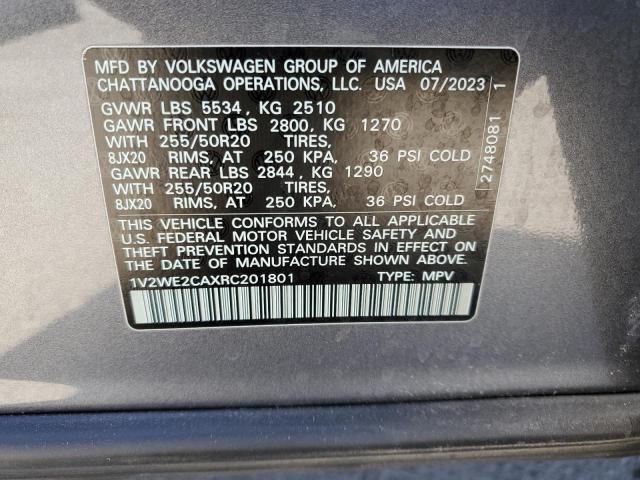 MFD BY VOLKSWAGEN GROUP OF AMERICA
CHATTANOOGA OPERATIONS, LLC. USA 07/2023
GVWR LBS 5534, KG 2510
GAWR FRONT LBS 2800, KG 1270
WITH 255/50R20 TIRES,
8JX20 RIMS, AT 250 KPA, 36 PSI COLD
GAWR REAR LBS 2844, KG 1290
WITH 255/50R20 TIRES,
8JX20 RIMS, AT 250 KPA, 36 PSI COLD
THIS VEHICLE CONFORMS TO ALL APPLICABLE
U.S. FEDERAL MOTOR VEHICLE SAFETY AND
THEFT PREVENTION STANDARDS IN EFFECT ON
THE DATE OF MANUFACTURE SHOWN ABOVE.
1V2WE2CAXRC201801 TYPE: MPV
2748081 1